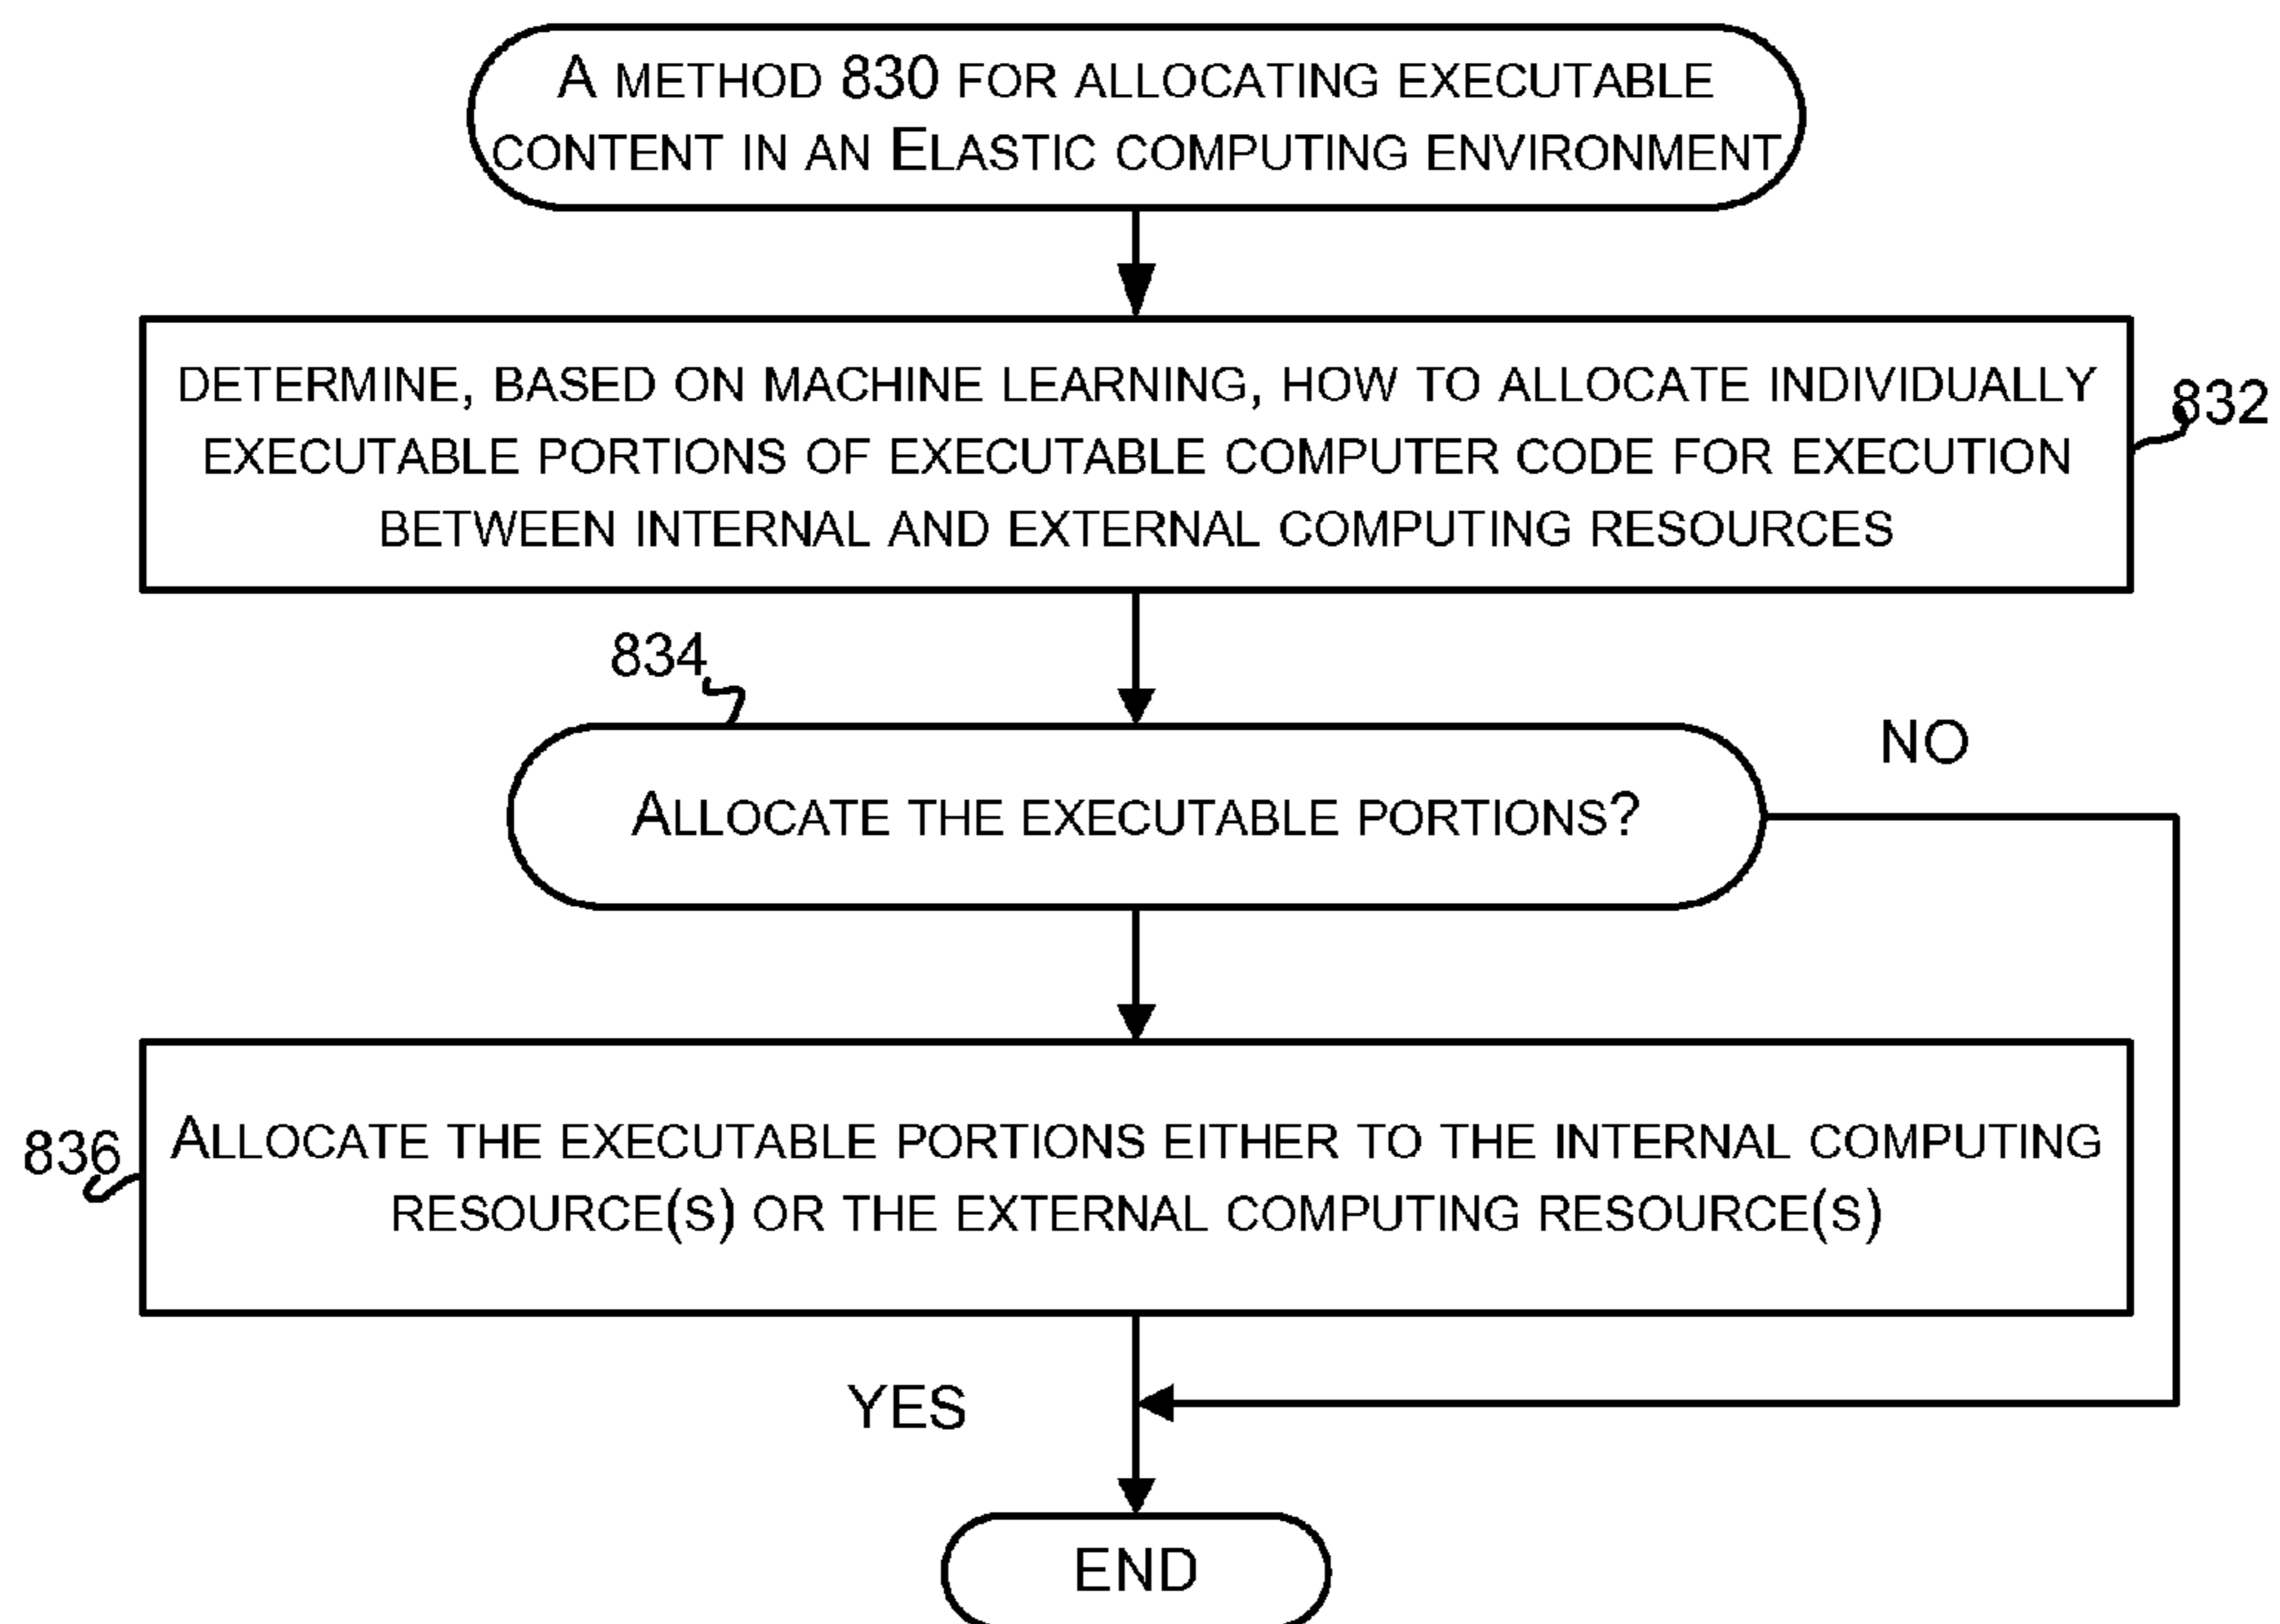 A METHOD 830 FOR ALLOCATING EXECUTABLE
CONTENT IN AN ELASTIC COMPUTING ENVIRONMENT
DETERMINE, BASED ON MACHINE LEARNING, HOW TO ALLOCATE INDIVIDUALLY
EXECUTABLE PORTIONS OF EXECUTABLE COMPUTER CODE FOR EXECUTION
BETWEEN INTERNAL AND EXTERNAL COMPUTING RESOURCES
832
834
NO
ALLOCATE THE EXECUTABLE PORTIONS?
836
ALLOCATE THE EXECUTABLE PORTIONS EITHER TO THE INTERNAL COMPUTING
RESOURCE(S) OR THE EXTERNAL COMPUTING RESOURCE(S)
YES
END